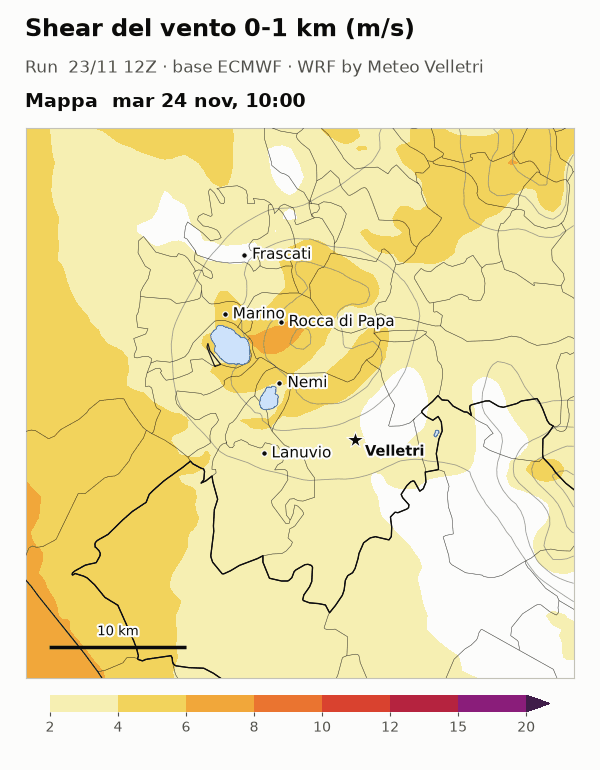 Shear del vento 0-1 km (m/s)
Run  23/11 12Z · base ECMWF · WRF by Meteo Velletri
Mappa  mar 24 nov, 10:00
Frascati
Marino
Rocca di Papa
Nemi
Velletri
Lanuvio
10 km
2 4 6 8 10 12 15 20